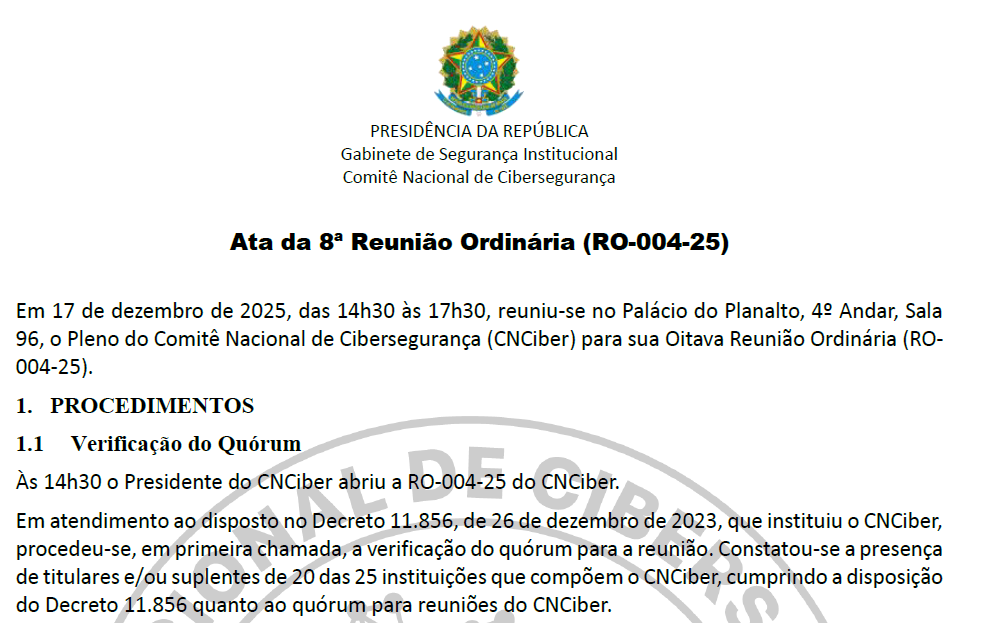 PRESIDÊNCIA DA REPÚBLICA
Gabinete de Segurança Institucional
Comitê Nacional de Cibersegurança
Ata da 8ª Reunião Ordinária (RO-004-25)
Em 17 de dezembro de 2025, das 14h30 às 17h30, reuniu-se no Palácio do Planalto, 4º Andar, Sala
96, o Pleno do Comitê Nacional de Cibersegurança (CNCiber) para sua Oitava Reunião Ordinária (RO-
004-25).
1. PROCEDIMENTOS
1.1 Verificação do Quórum
Às 14h30 o Presidente do CNCiber abriu a RO-004-25 do CNCiber.
Em atendimento ao disposto no Decreto 11.856, de 26 de dezembro de 2023, que instituiu o CNCiber,
procedeu-se, em primeira chamada, a verificação do quórum para a reunião. Constatou-se a presença
de titulares e/ou suplentes de 20 das 25 instituições que compõem o CNCiber, cumprindo a disposição
do Decreto 11.856 quanto ao quórum para reuniões do CNCiber.
IONAL DE CIBERS